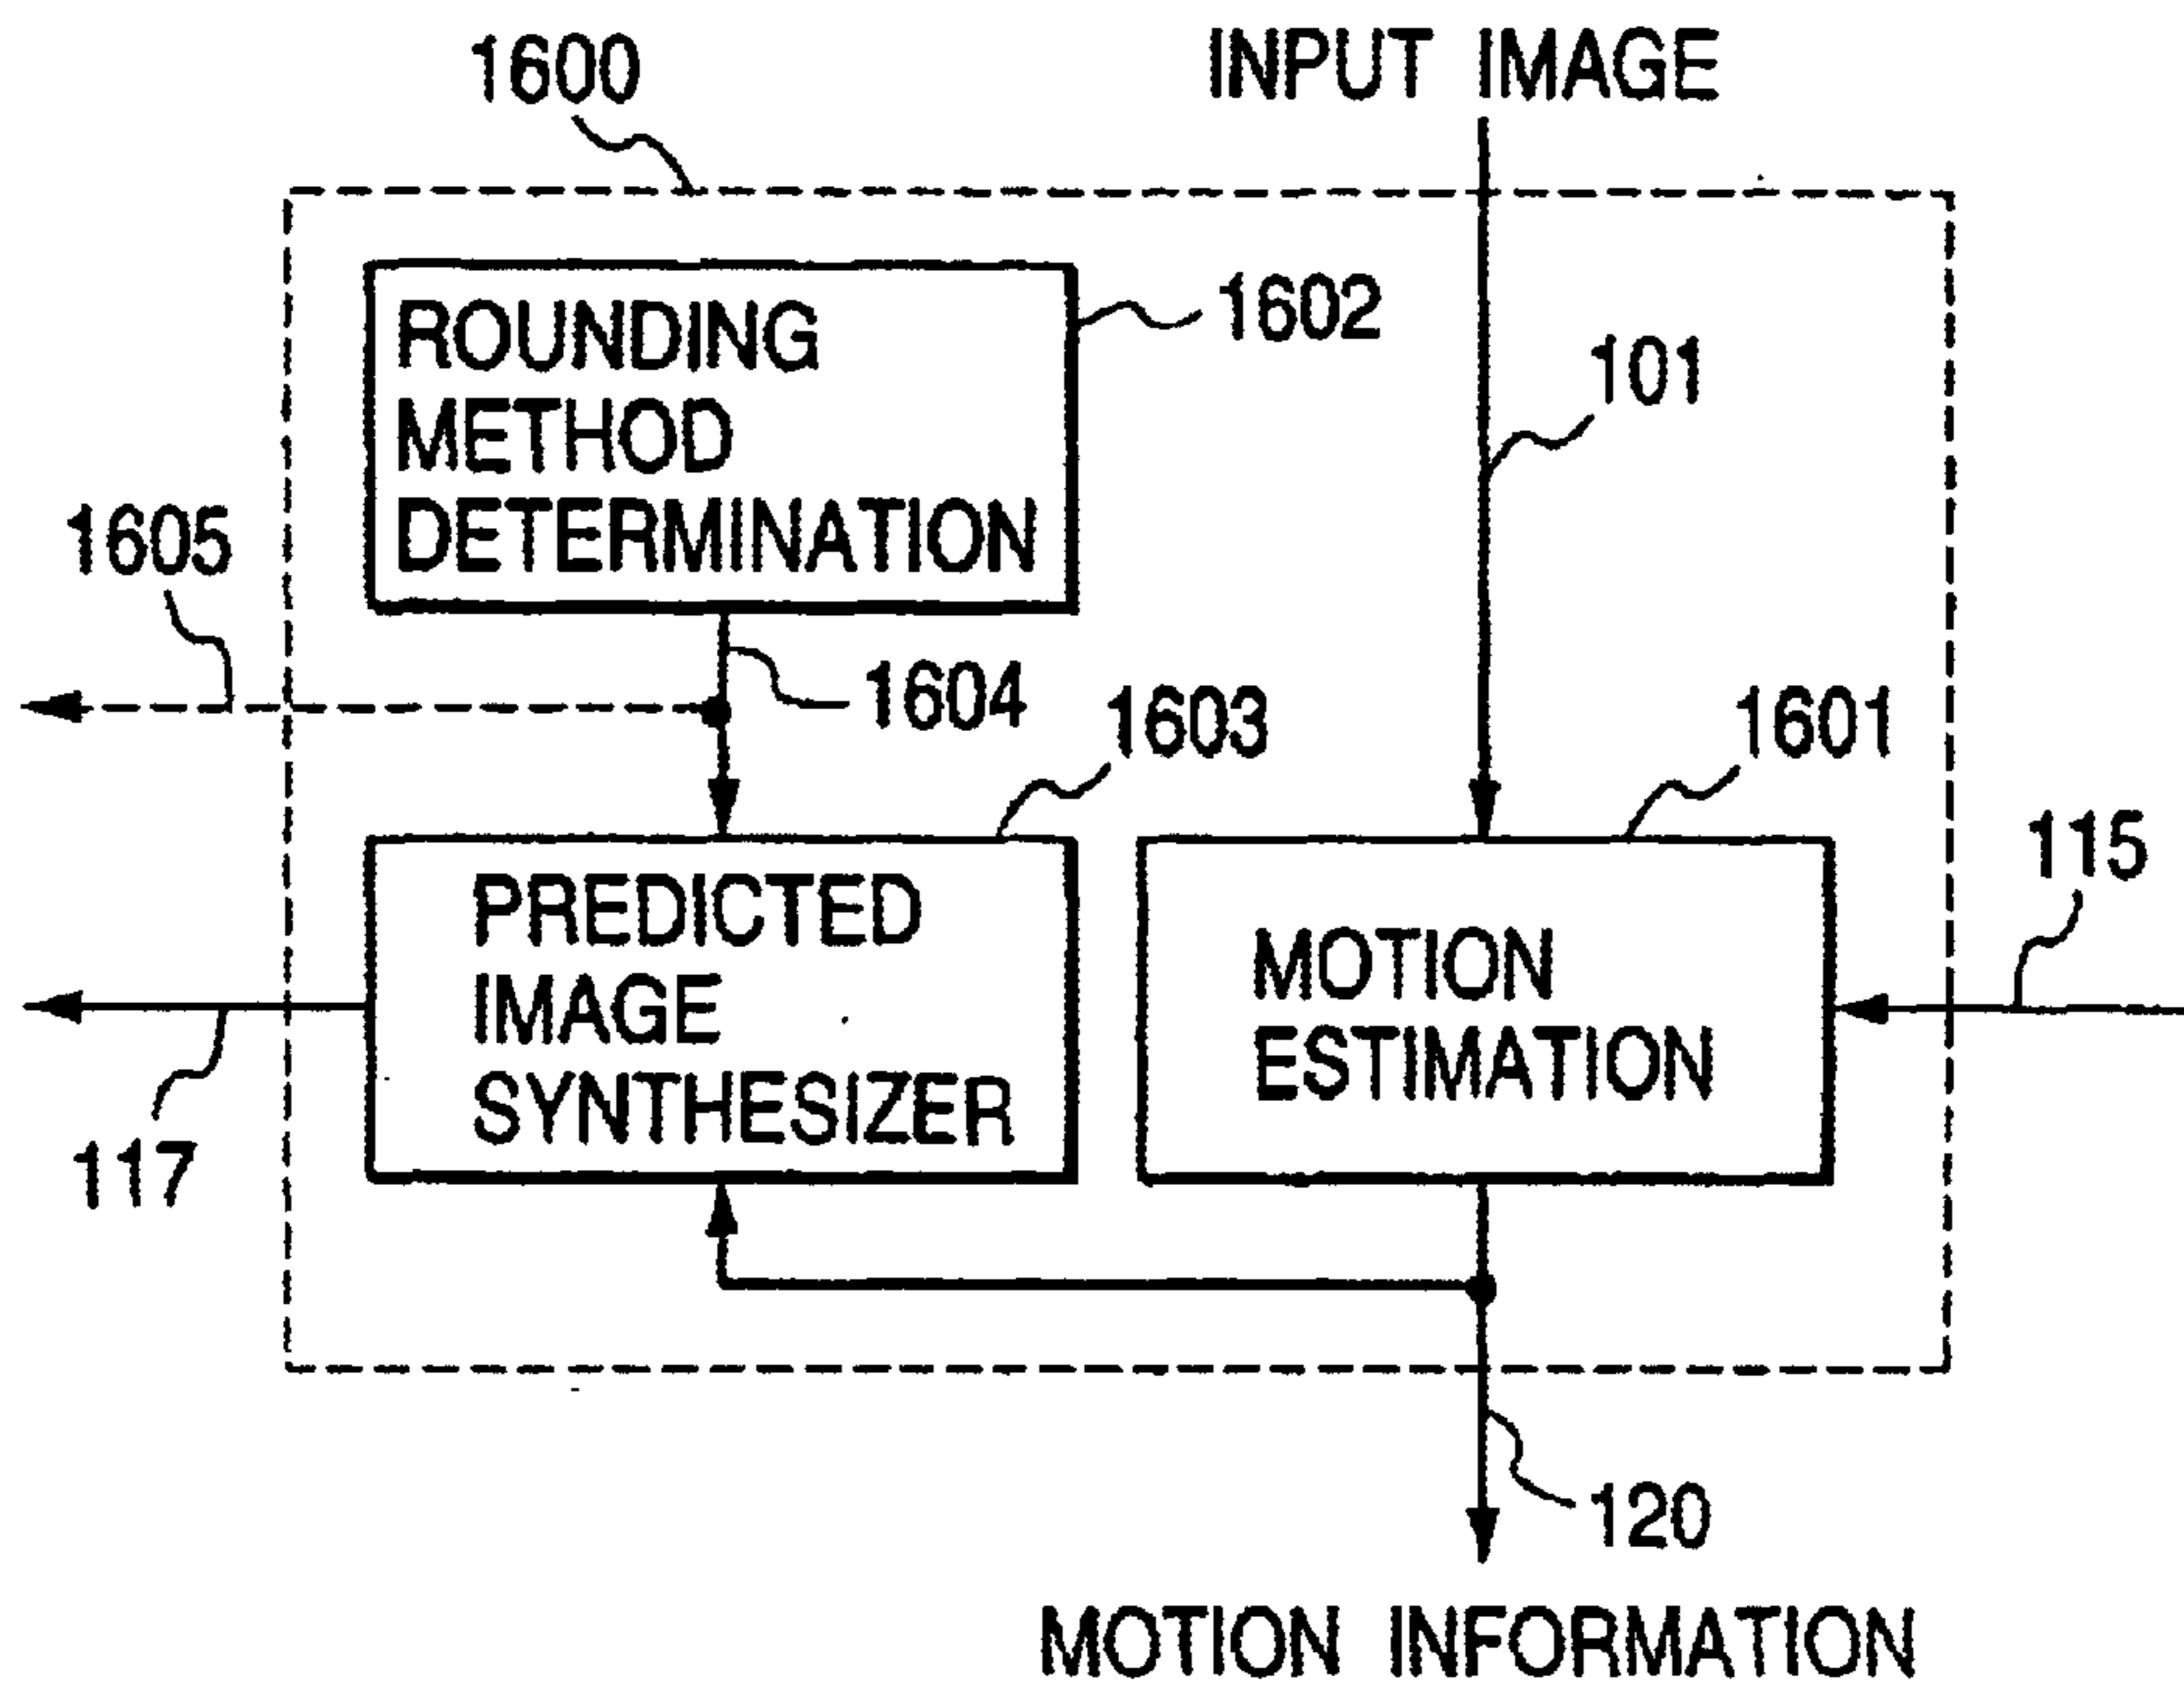 1600
INPUT IMAGE
ROUNDING
METHOD
DETERMINATION
1602
101
1605
1604
1603
1601
115
PREDICTED
IMAGE
SYNTHESIZER
MOTION
ESTIMATION
117
120
MOTION INFORMATION